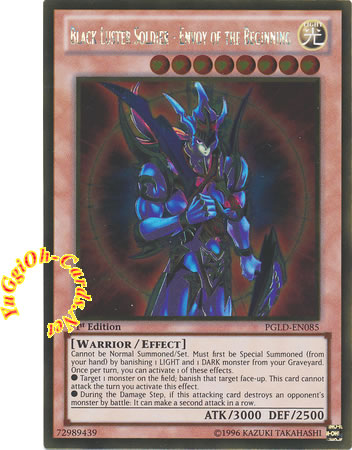 Black Luster Soldier - Envoy of the Beginning
光
YuGgiOh-Cards.Net
1st Edition
PGLD-EN085
[Warrior / Effect]
Cannot be Normal Summoned/Set. Must first be Special Summoned (from
your hand) by banishing 1 LIGHT and 1 DARK monster from your Graveyard.
Once per turn, you can activate 1 of these effects.
● Target 1 monster on the field; banish that target face-up. This card cannot
attack the turn you activate this effect.
● During the Damage Step, if this attacking card destroys an opponent's
monster by battle: It can make a second attack in a row.
ATK/3000 DEF/2500
72989439
©1996 KAZUKI TAKAHASHI